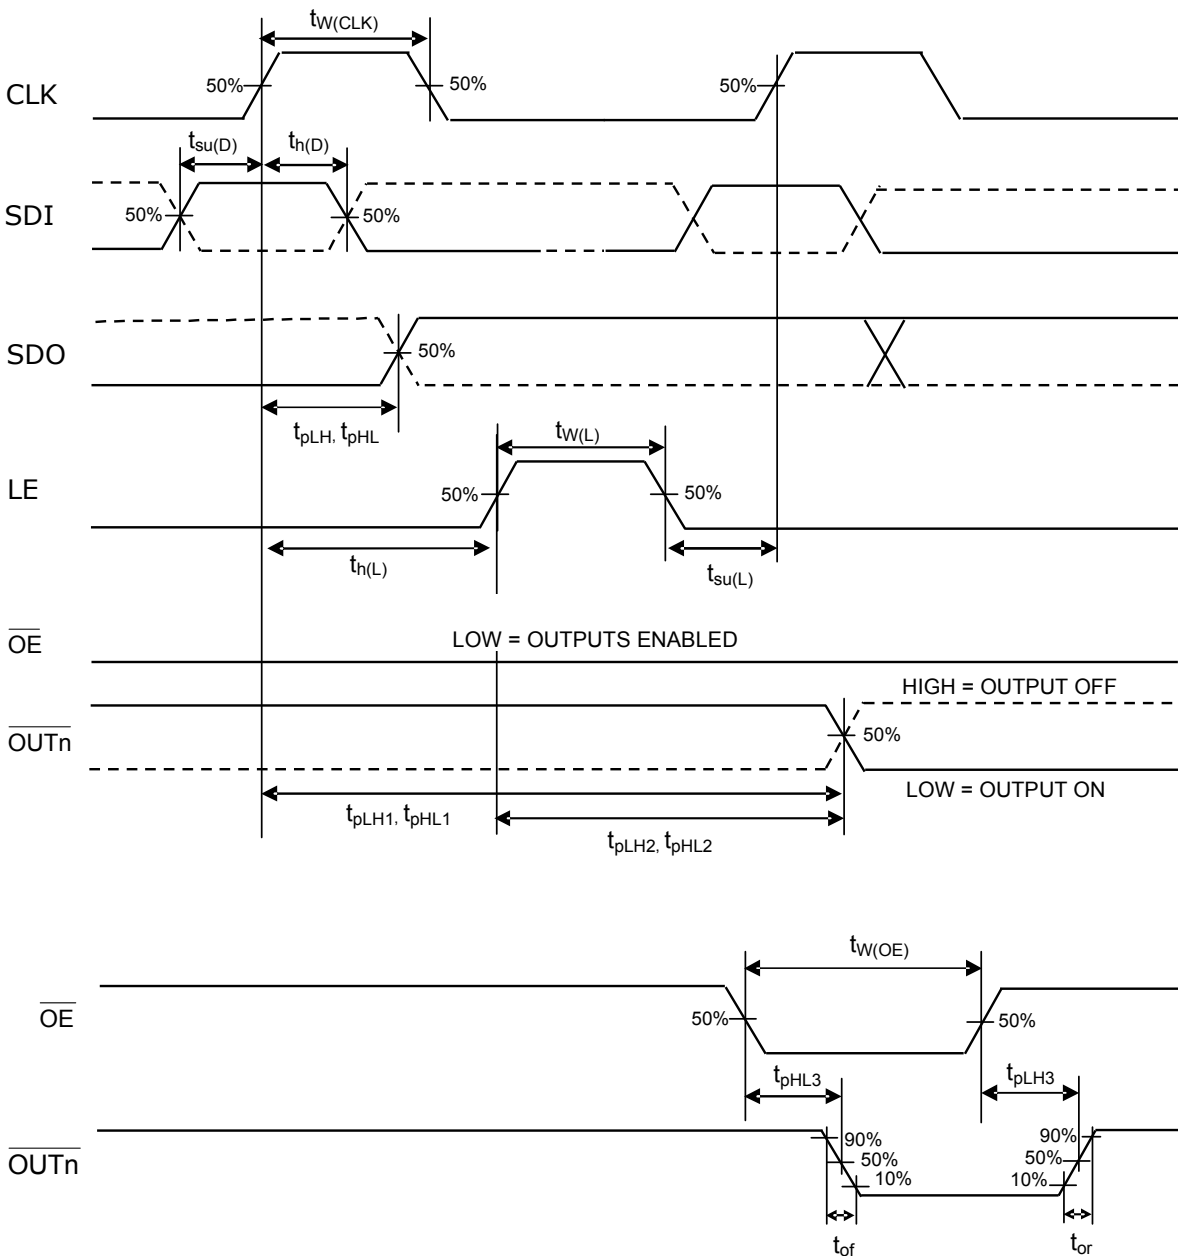 tW(CLK)
CLK
50%
50%
50%
tsu(D)
th(D)
SDI
50%
50%
SDO
50%
tpLH, tpHL
tW(L)
LE
50%
50%
th(L)
tsu(L)
OE
LOW = OUTPUTS ENABLED
HIGH = OUTPUT OFF
OUTn
50%
LOW = OUTPUT ON
tpLH1, tpHL1
tpLH2, tpHL2
tW(OE)
OE
50%
50%
tpHL3
tpLH3
OUTn
90%
50%
10%
90%
50%
10%
tof
tor